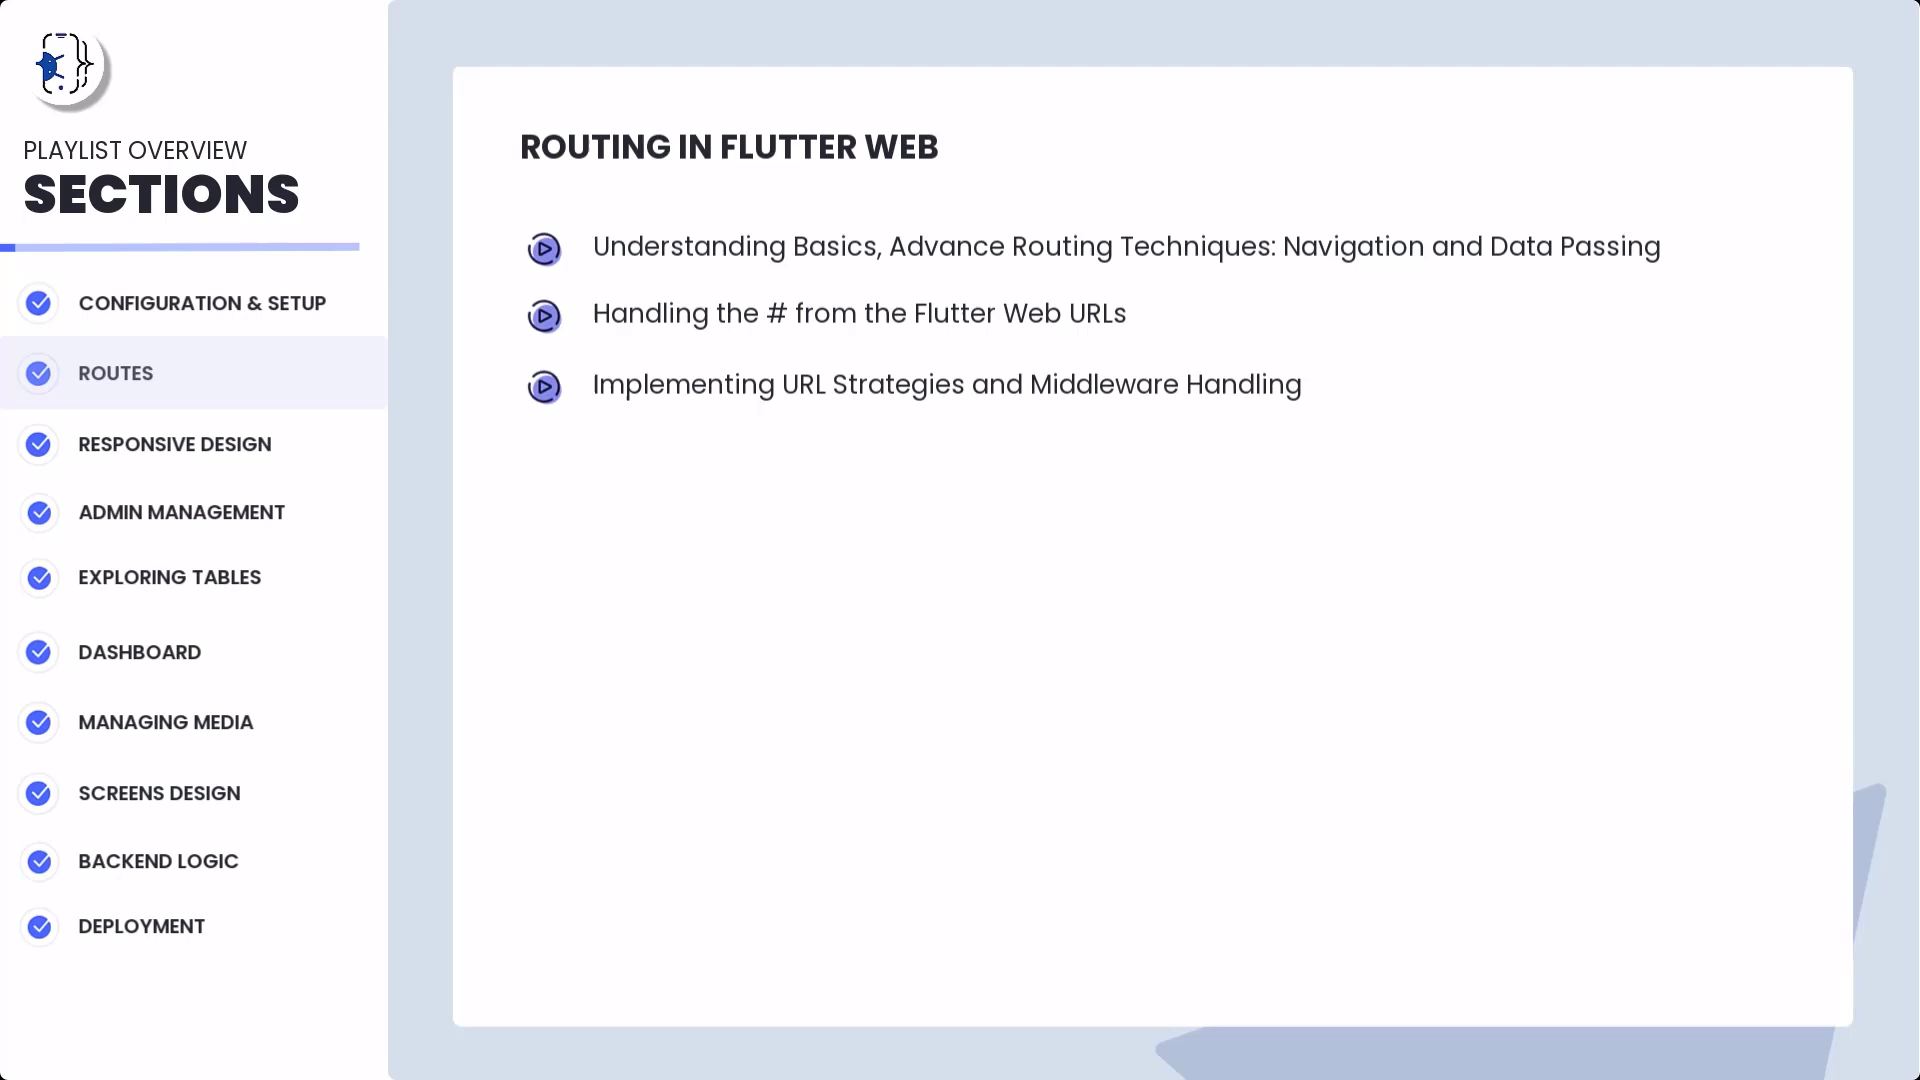 PLAYLIST OVERVIEW
SECTIONS
CONFIGURATION & SETUP
ROUTES
RESPONSIVE DESIGN
ADMIN MANAGEMENT
EXPLORING TABLES
DASHBOARD
MANAGING MEDIA
SCREENS DESIGN
BACKEND LOGIC
DEPLOYMENT
ROUTING IN FLUTTER WEB
Understanding Basics, Advance Routing Techniques: Navigation and Data Passing
Handling the # from the Flutter Web URLs
Implementing URL Strategies and Middleware Handling